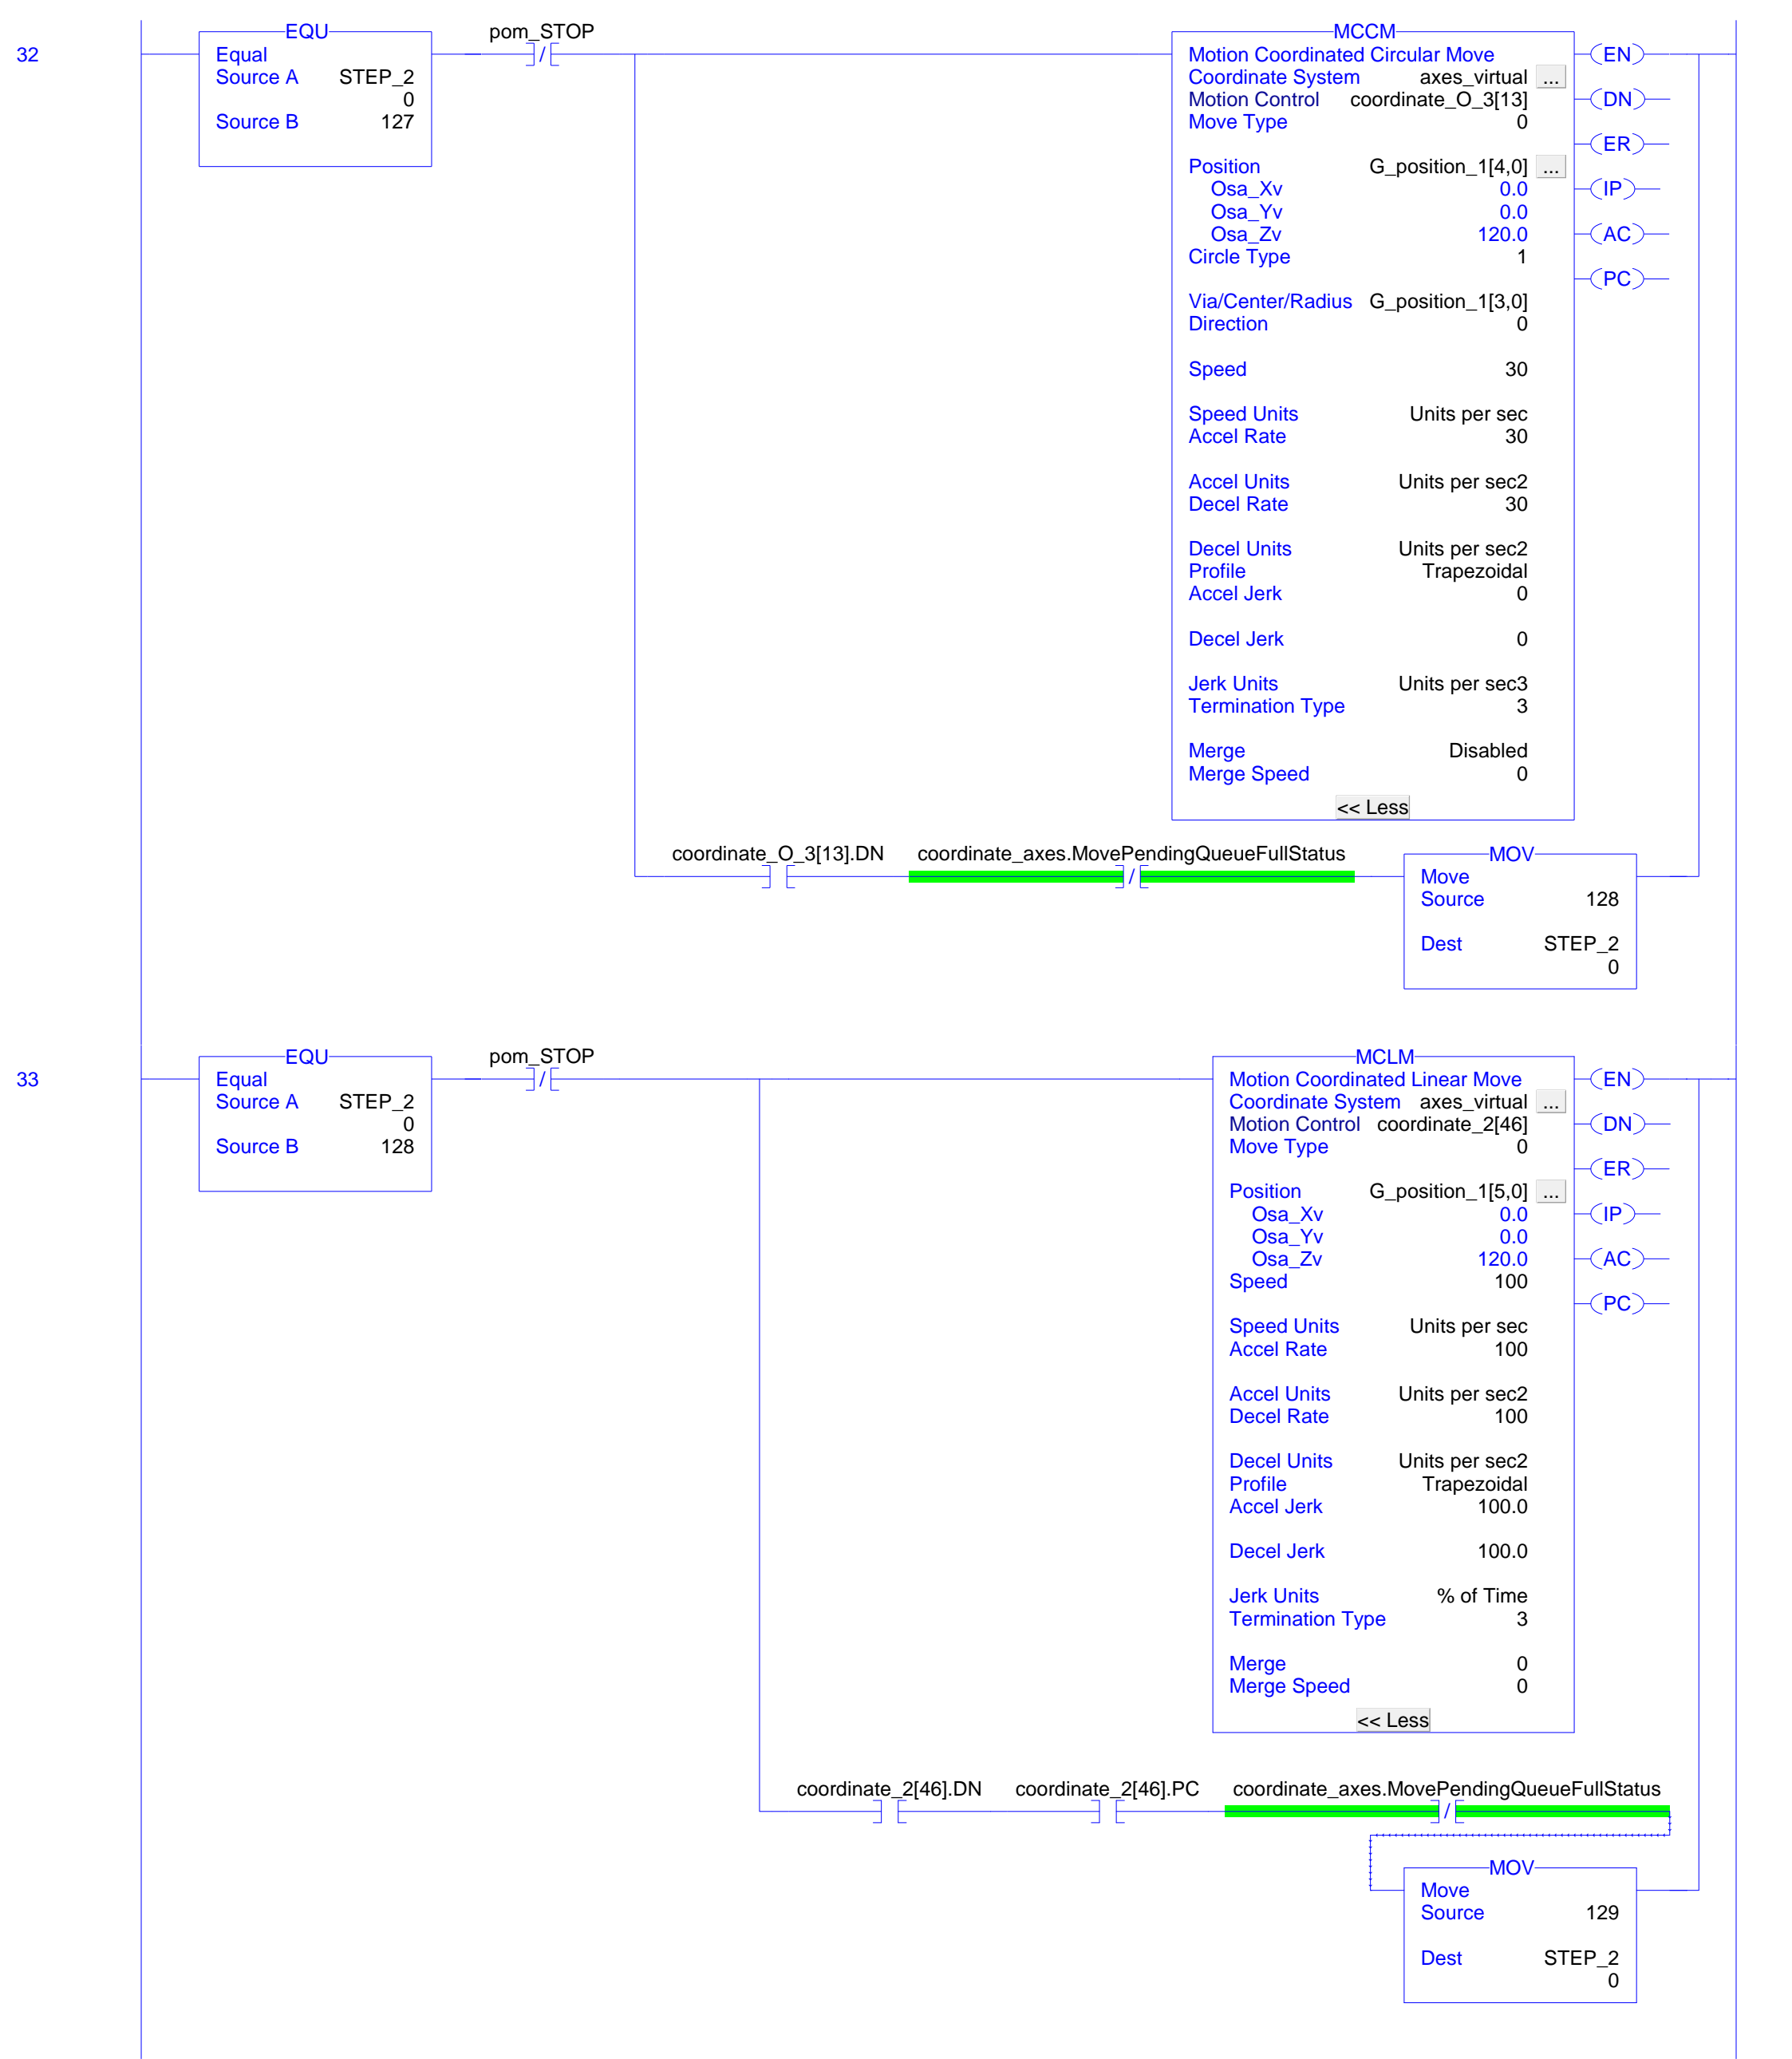 32
EQU
Equal
Source A STEP_2
0
Source B 127
pom_STOP
/
MCCM
Motion Coordinated Circular Move
Coordinate System axes_virtual ...
Motion Control coordinate_O_3[13]
Move Type 0
Position G_position_1[4,0] ...
Osa_Xv 0.0
Osa_Yv 0.0
Osa_Zv 120.0
Circle Type 1
Via/Center/Radius G_position_1[3,0]
Direction 0
Speed 30
Speed Units Units per sec
Accel Rate 30
Accel Units Units per sec2
Decel Rate 30
Decel Units Units per sec2
Profile Trapezoidal
Accel Jerk 0
Decel Jerk 0
Jerk Units Units per sec3
Termination Type 3
Merge Disabled
Merge Speed 0
<< Less
EN
DN
ER
IP
AC
PC
coordinate_O_3[13].DN
coordinate_axes.MovePendingQueueFullStatus
/
MOV
Move
Source 128
Dest STEP_2
0
33
EQU
Equal
Source A STEP_2
0
Source B 128
pom_STOP
/
MCLM
Motion Coordinated Linear Move
Coordinate System axes_virtual ...
Motion Control coordinate_2[46]
Move Type 0
Position G_position_1[5,0] ...
Osa_Xv 0.0
Osa_Yv 0.0
Osa_Zv 120.0
Speed 100
Speed Units Units per sec
Accel Rate 100
Accel Units Units per sec2
Decel Rate 100
Decel Units Units per sec2
Profile Trapezoidal
Accel Jerk 100.0
Decel Jerk 100.0
Jerk Units % of Time
Termination Type 3
Merge 0
Merge Speed 0
<< Less
EN
DN
ER
IP
AC
PC
coordinate_2[46].DN
coordinate_2[46].PC
coordinate_axes.MovePendingQueueFullStatus
/
MOV
Move
Source 129
Dest STEP_2
0